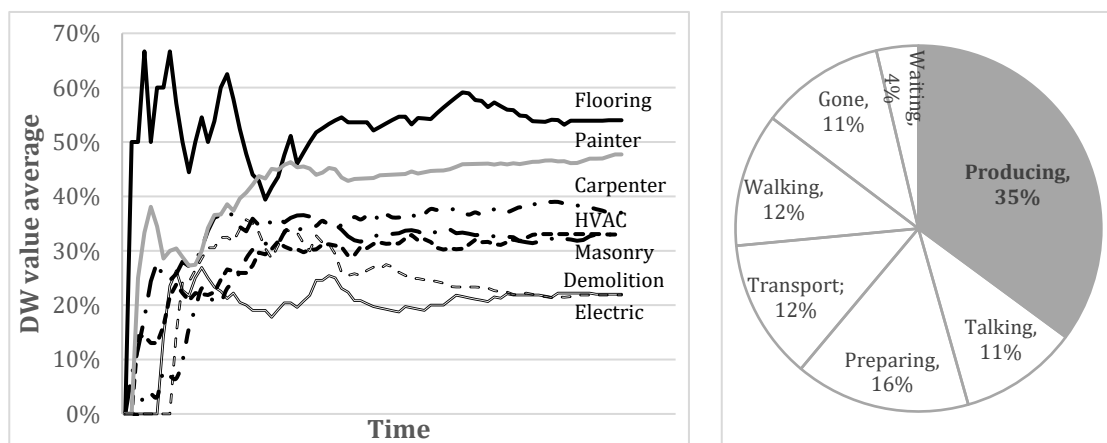 70%
60%
50%
40%
30%
20%
10%
0%
DW value average
Time
Flooring
Painter
Carpenter
HVAC
Masonry
Demolition
Electric
Waiting,
4%
Gone,
11%
Producing,
35%
Walking,
12%
Transport;
12%
Talking,
11%
Preparing,
16%